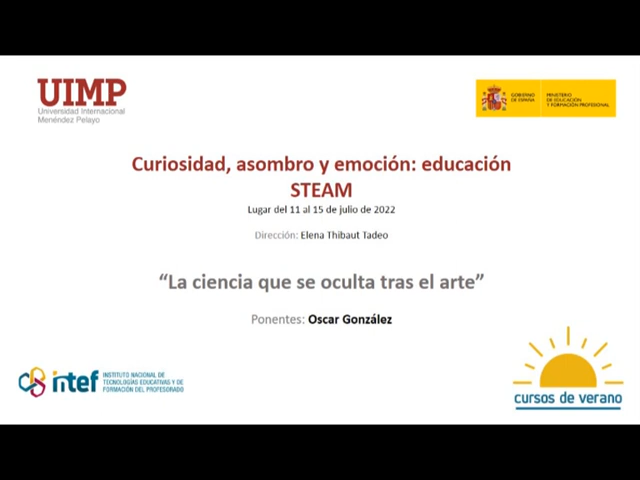 UIMP
Universidad Internacional
Menéndez Pelayo
GOBIERNO
DE ESPAÑA
MINISTERIO
DE EDUCACIÓN
Y FORMACIÓN PROFESIONAL
Curiosidad, asombro y emoción: educación
STEAM
Lugar del 11 al 15 de julio de 2022
Dirección: Elena Thibaut Tadeo
“La ciencia que se oculta tras el arte”
Ponentes: Oscar González
intef
INSTITUTO NACIONAL DE
TECNOLOGÍAS EDUCATIVAS Y DE
FORMACIÓN DEL PROFESORADO
cursos de verano